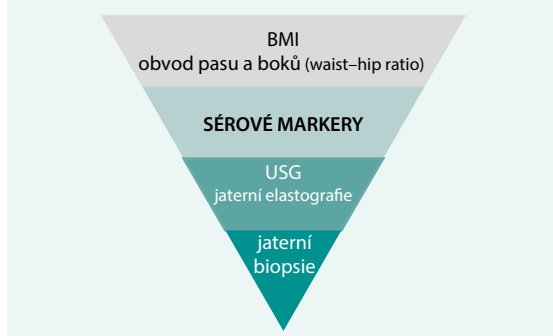 BMI
obvod pasu a boků (waist–hip ratio)
SÉROVÉ MARKERY
USG
jaterní elastografie
jaterní
biopsie